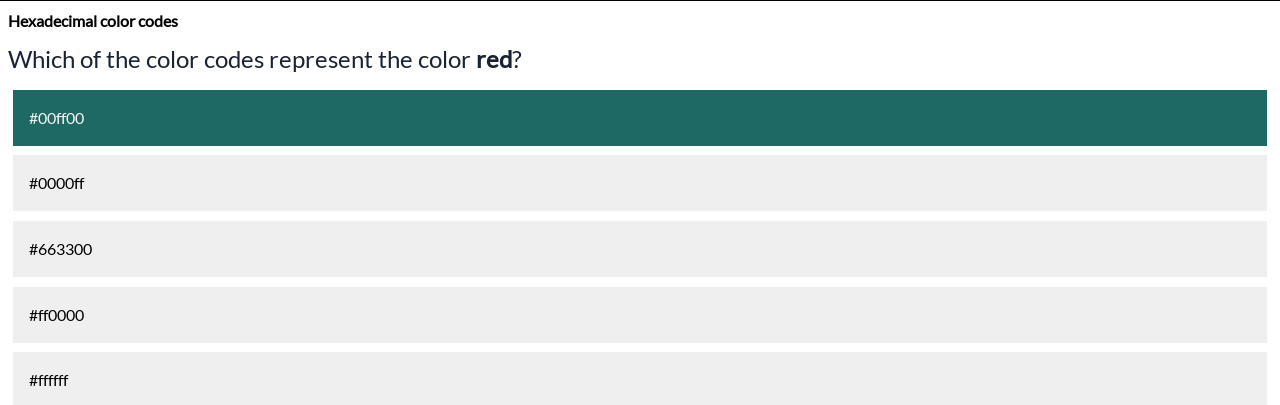 Hexadecimal color codes
Which of the color codes represent the color red?
#00ff00
#0000ff
#663300
#ff0000
#ffffff